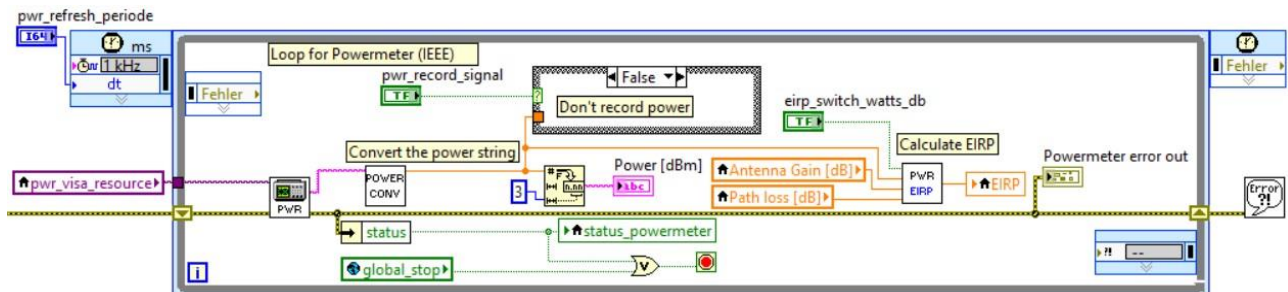 pwr_refresh_periode
I64
ms
1 kHz
dt
Loop for Powermeter (IEEE)
Fehler
pwr_record_signal
TF
False
Don't record power
eirp_switch_watts_db
TF
Calculate EIRP
Fehler
Convert the power string
pwr_visa_resource
PWR
POWER
CONV
3
Power [dBm]
abc
Antenna Gain [dB]
Path loss [dB]
PWR
EIRP
EIRP
Powermeter error out
Error
?!
status
status_powermeter
global_stop
i
?!
--